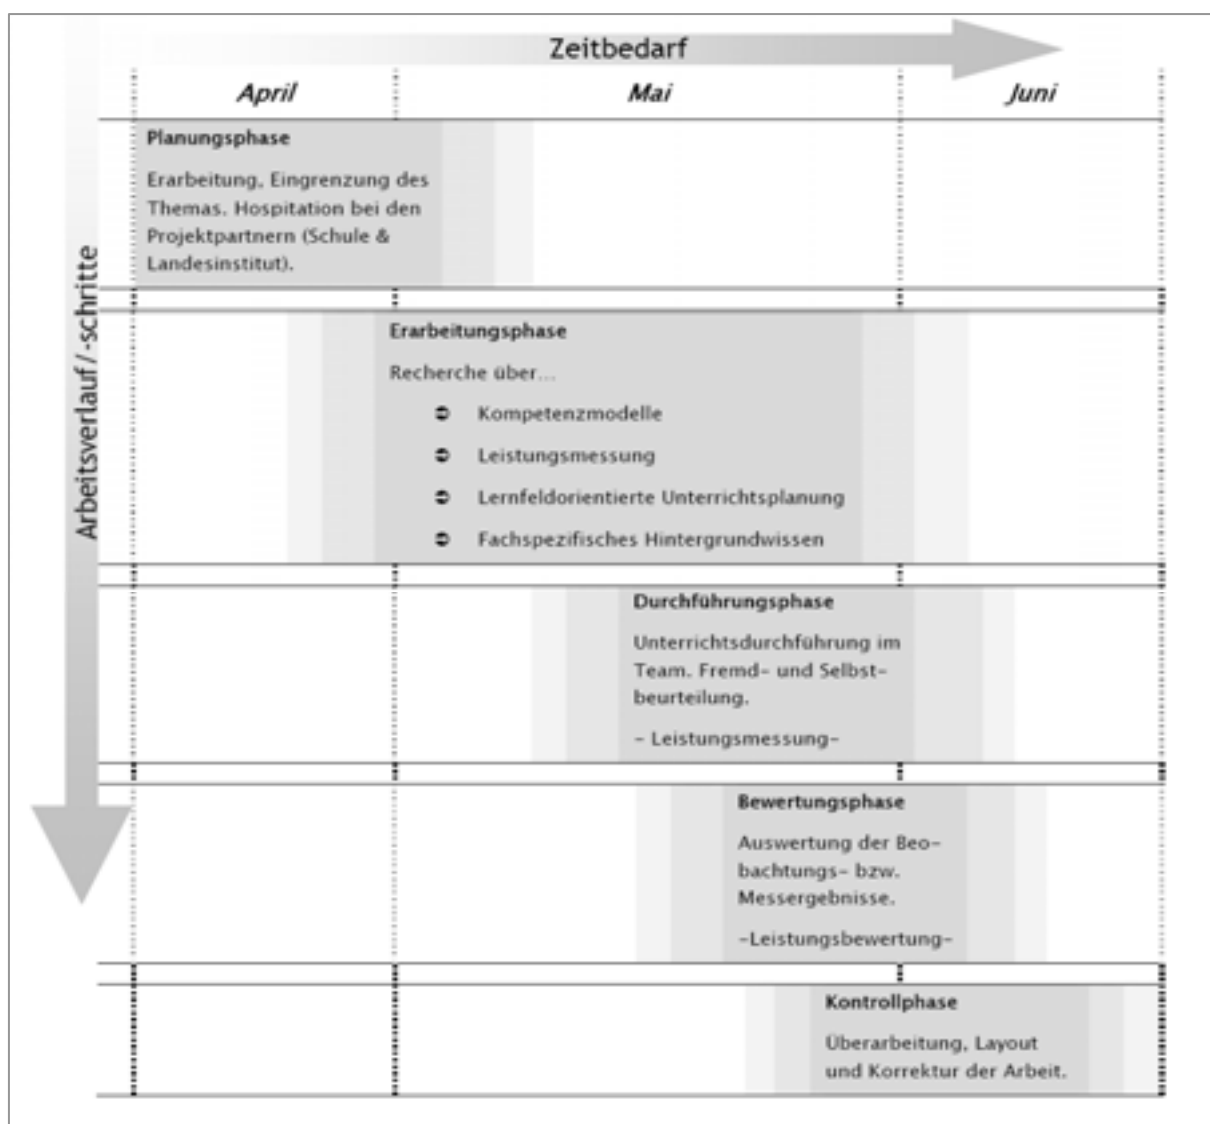 Zeitbedarf
April
Mai
Juni
Arbeitsverlauf/-schritte
Planungsphase
Erarbeitung, Eingrenzung des
Themas. Hospitation bei den
Projektpartnern (Schule &
Landesinstitut).
Erarbeitungsphase
Recherche über...
➲ Kompetenzmodelle
➲ Leistungsmessung
➲ Lernfeldorientierte Unterrichtsplanung
➲ Fachspezifisches Hintergrundwissen
Durchführungsphase
Unterrichtsdurchführung im
Team. Fremd- und Selbst-
beurteilung.
- Leistungsmessung-
Bewertungsphase
Auswertung der Beo-
bachtungs- bzw.
Messergebnisse.
-Leistungsbewertung-
Kontrollphase
Überarbeitung, Layout
und Korrektur der Arbeit.